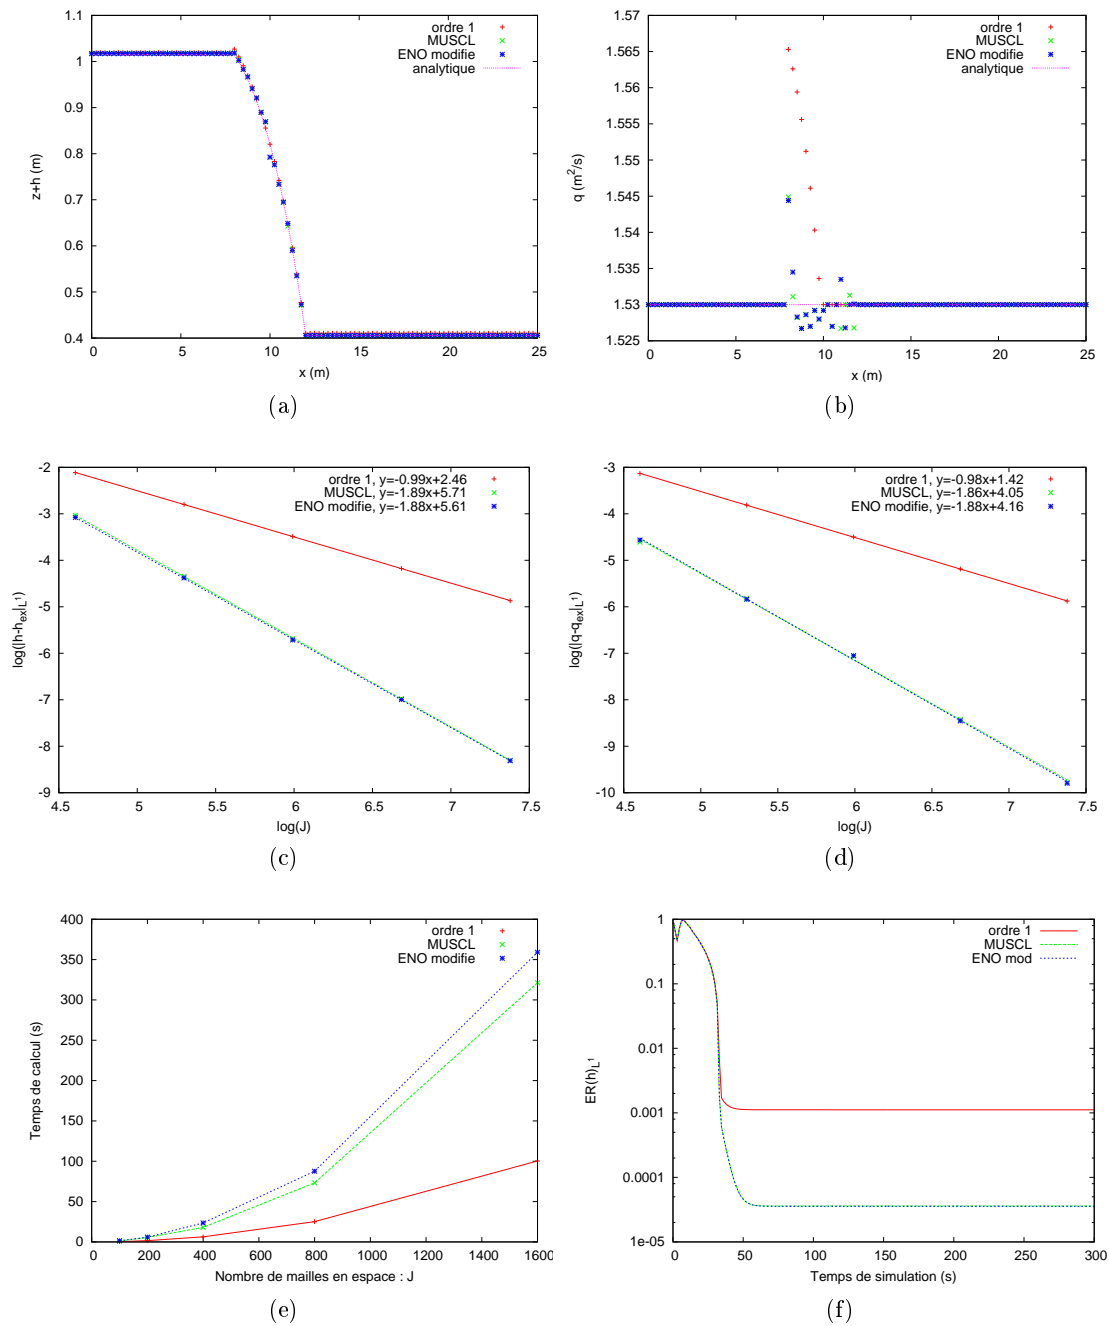 1.1
1
0.9
0.8
0.7
0.6
0.5
0.4
z+h (m)
0 5 10 15 20 25
x (m)
ordre 1
MUSCL
ENO modifie
analytique
(a)
1.57
1.565
1.56
1.555
1.55
1.545
1.54
1.535
1.53
1.525
q (m²/s)
0 5 10 15 20 25
x (m)
ordre 1
MUSCL
ENO modifie
analytique
(b)
-2
-3
-4
-5
-6
-7
-8
-9
log(|h-h_ex|_L¹)
4.5 5 5.5 6 6.5 7 7.5
log(J)
ordre 1, y=-0.99x+2.46
MUSCL, y=-1.89x+5.71
ENO modifie, y=-1.88x+5.61
(c)
-3
-4
-5
-6
-7
-8
-9
-10
log(|q-q_ex|_L¹)
4.5 5 5.5 6 6.5 7 7.5
log(J)
ordre 1, y=-0.98x+1.42
MUSCL, y=-1.86x+4.05
ENO modifie, y=-1.88x+4.16
(d)
400
350
300
250
200
150
100
50
0
Temps de calcul (s)
0 200 400 600 800 1000 1200 1400 1600
Nombre de mailles en espace : J
ordre 1
MUSCL
ENO modifie
(e)
1
0.1
0.01
0.001
0.0001
1e-05
ER(h)_L¹
0 50 100 150 200 250 300
Temps de simulation (s)
ordre 1
MUSCL
ENO mod
(f)